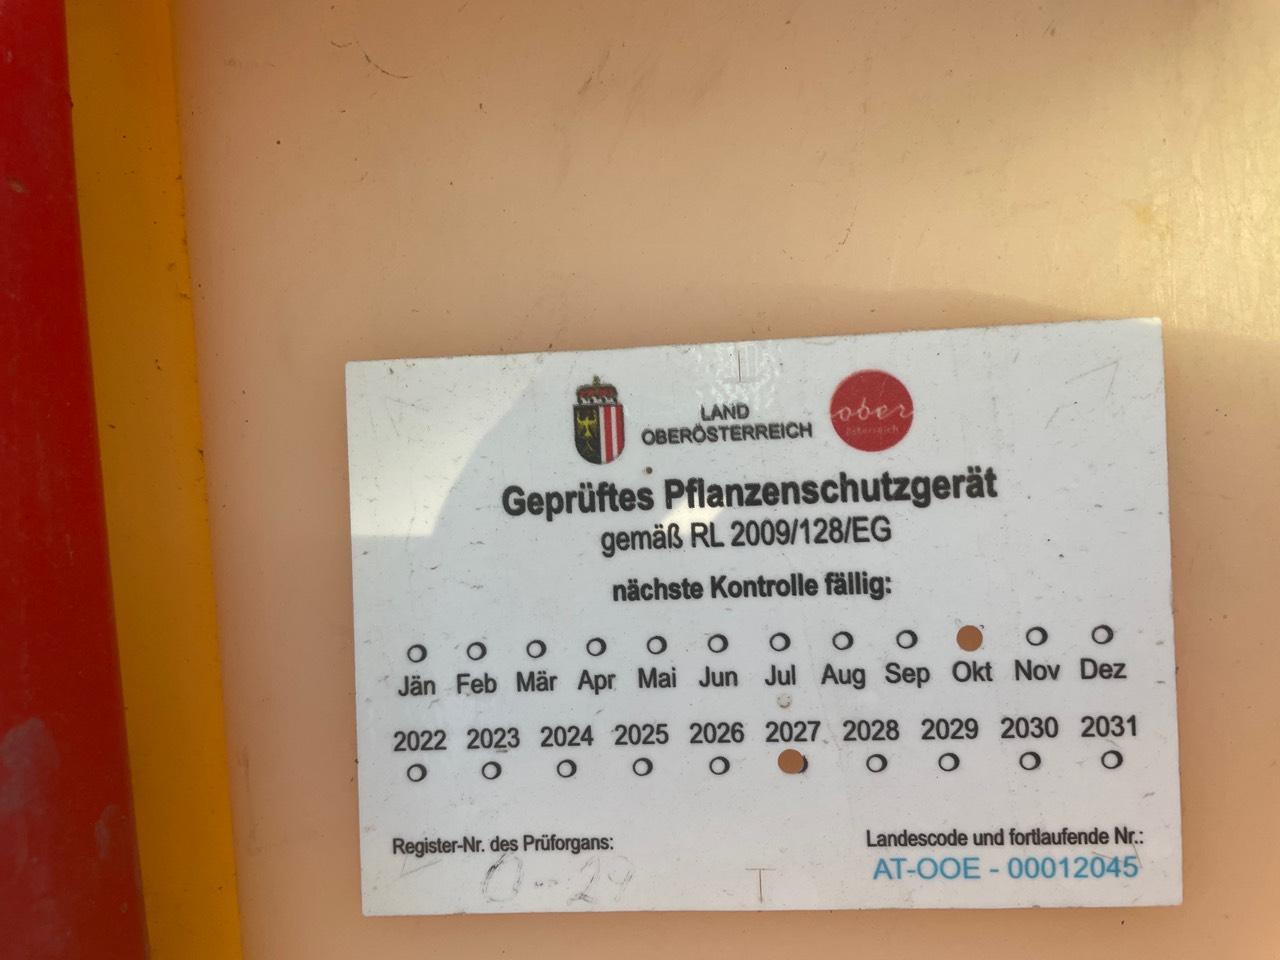 LAND
OBERÖSTERREICH
ober
österreich
Geprüftes Pflanzenschutzgerät
gemäß RL 2009/128/EG
nächste Kontrolle fällig:
Jän Feb Mär Apr Mai Jun Jul Aug Sep Okt Nov Dez
2022 2023 2024 2025 2026 2027 2028 2029 2030 2031
Register-Nr. des Prüforgans:
Landescode und fortlaufende Nr.:
AT-OOE - 00012045